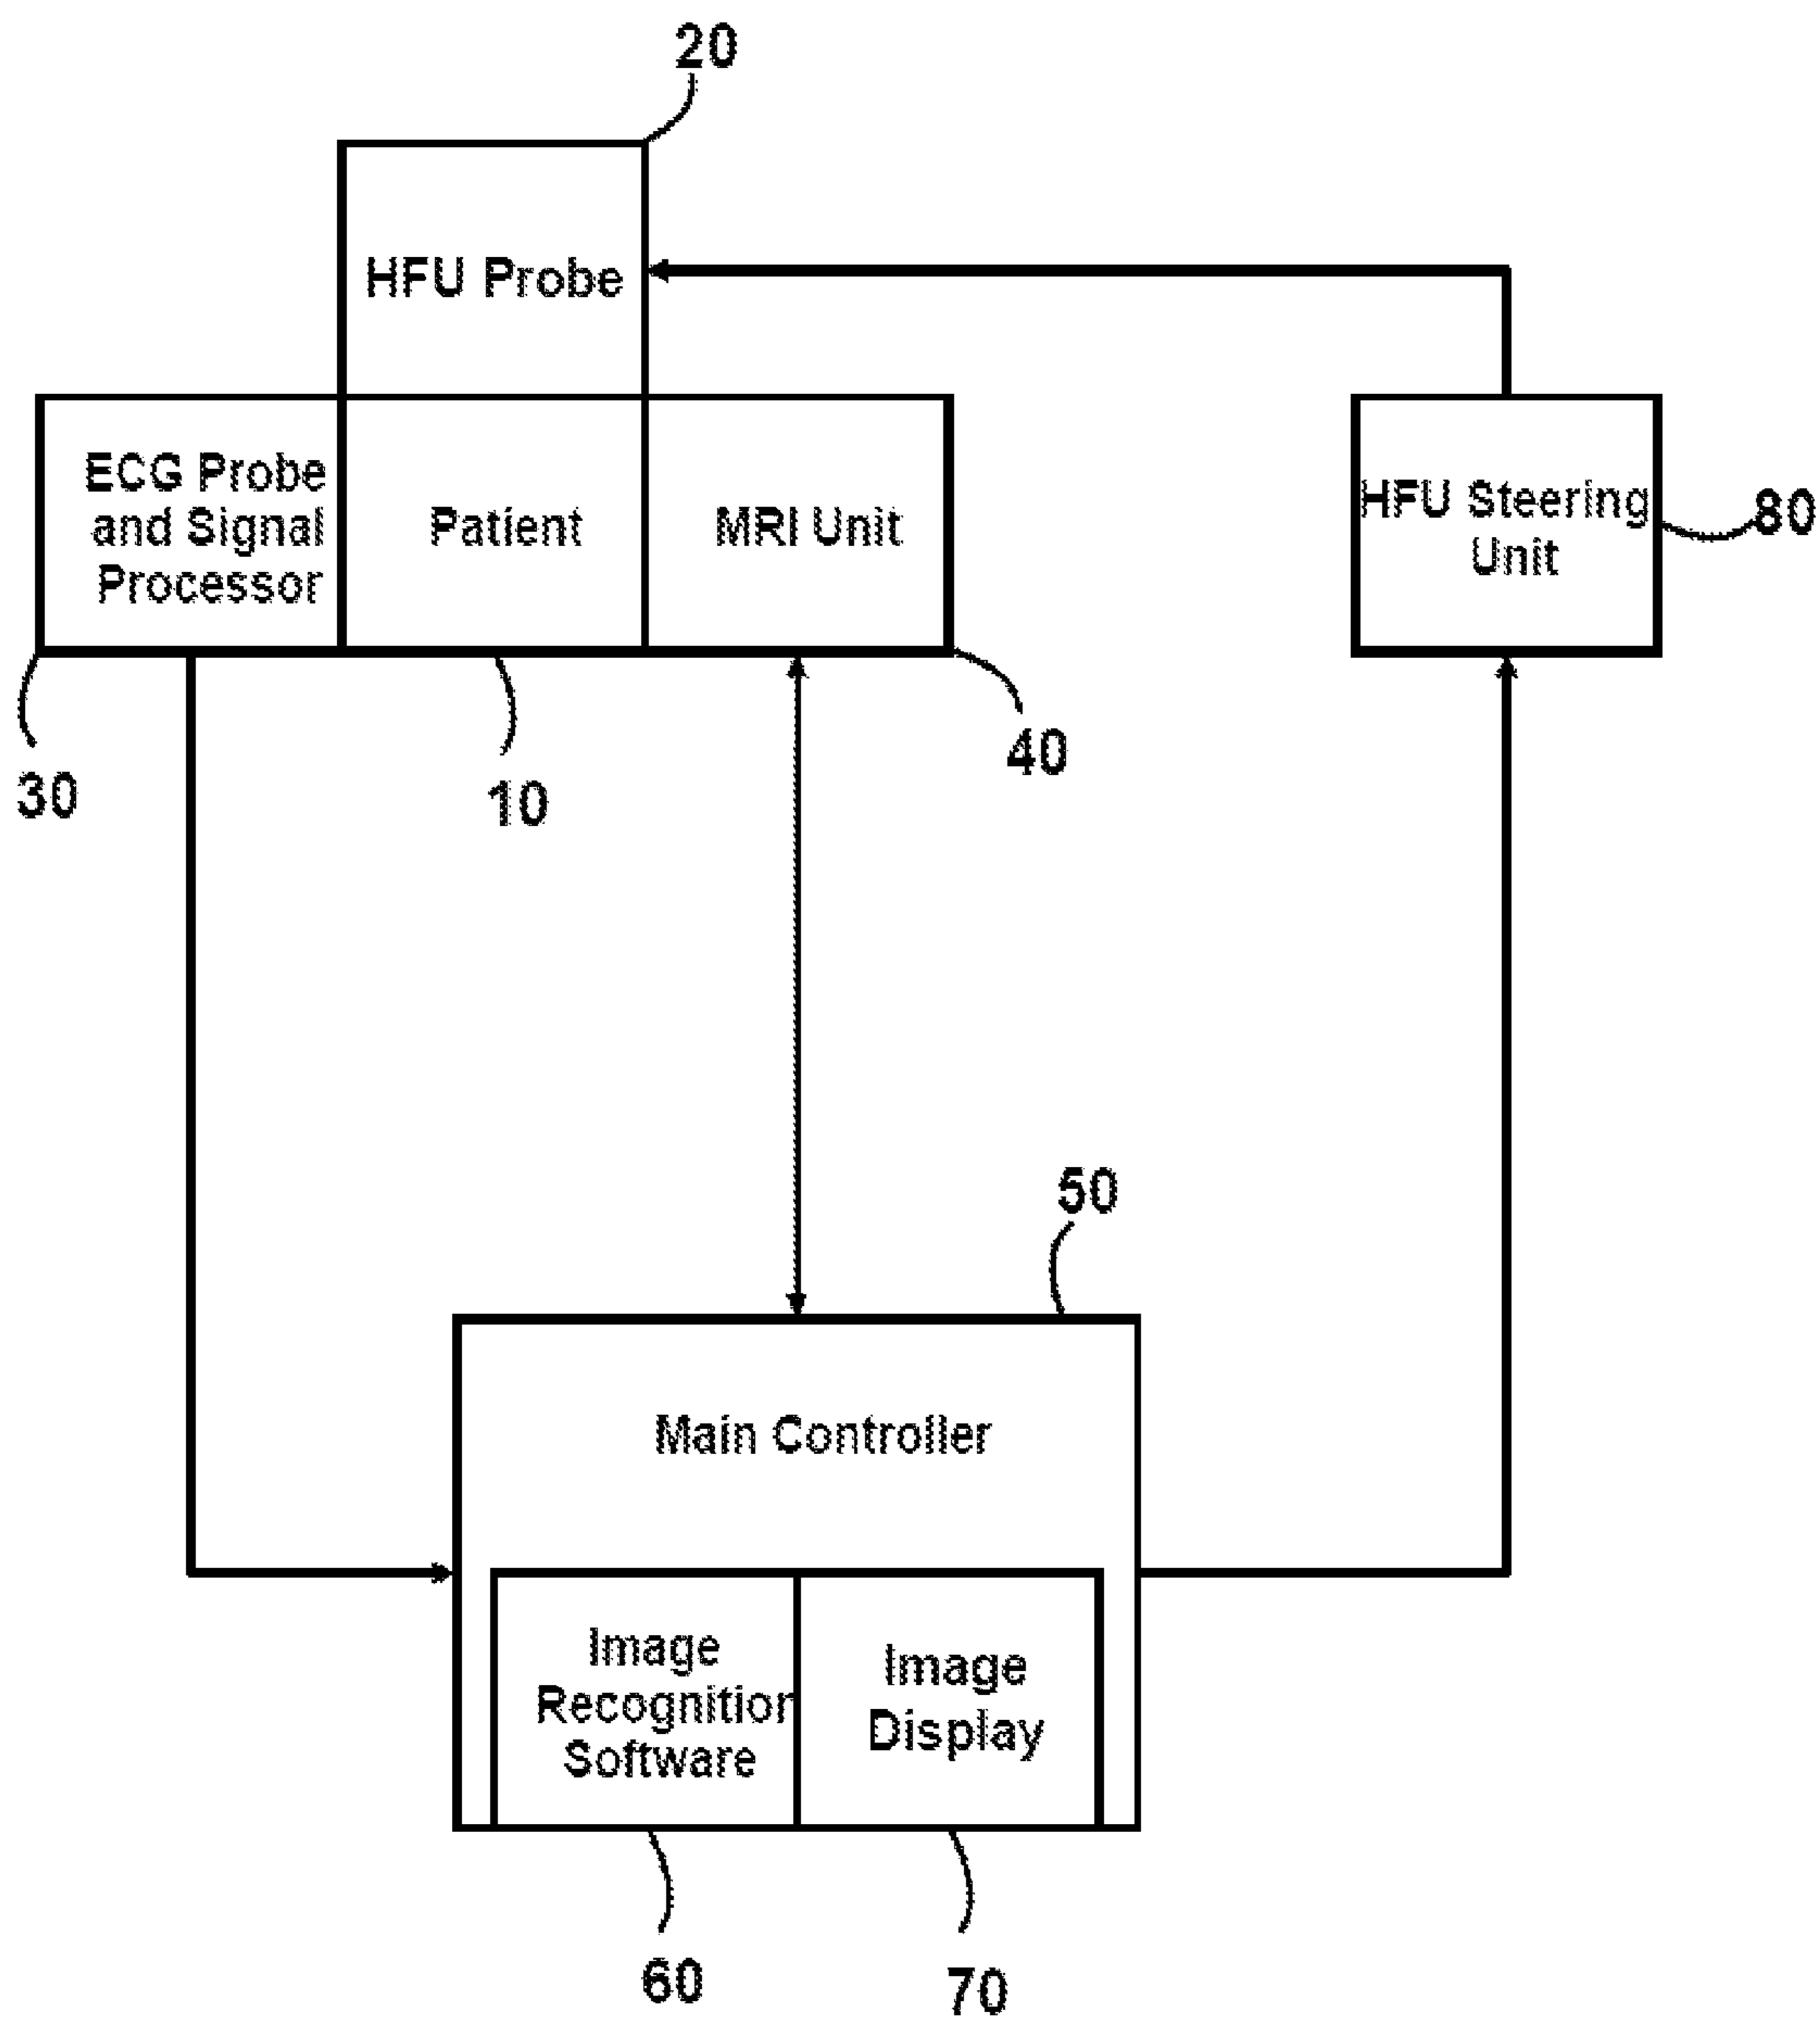 20
HFU Probe
ECG Probe
and Signal
Processor
Patient
MRI Unit
HFU Steering
Unit
80
30
10
40
50
Main Controller
Image
Recognition
Software
Image
Display
60
70